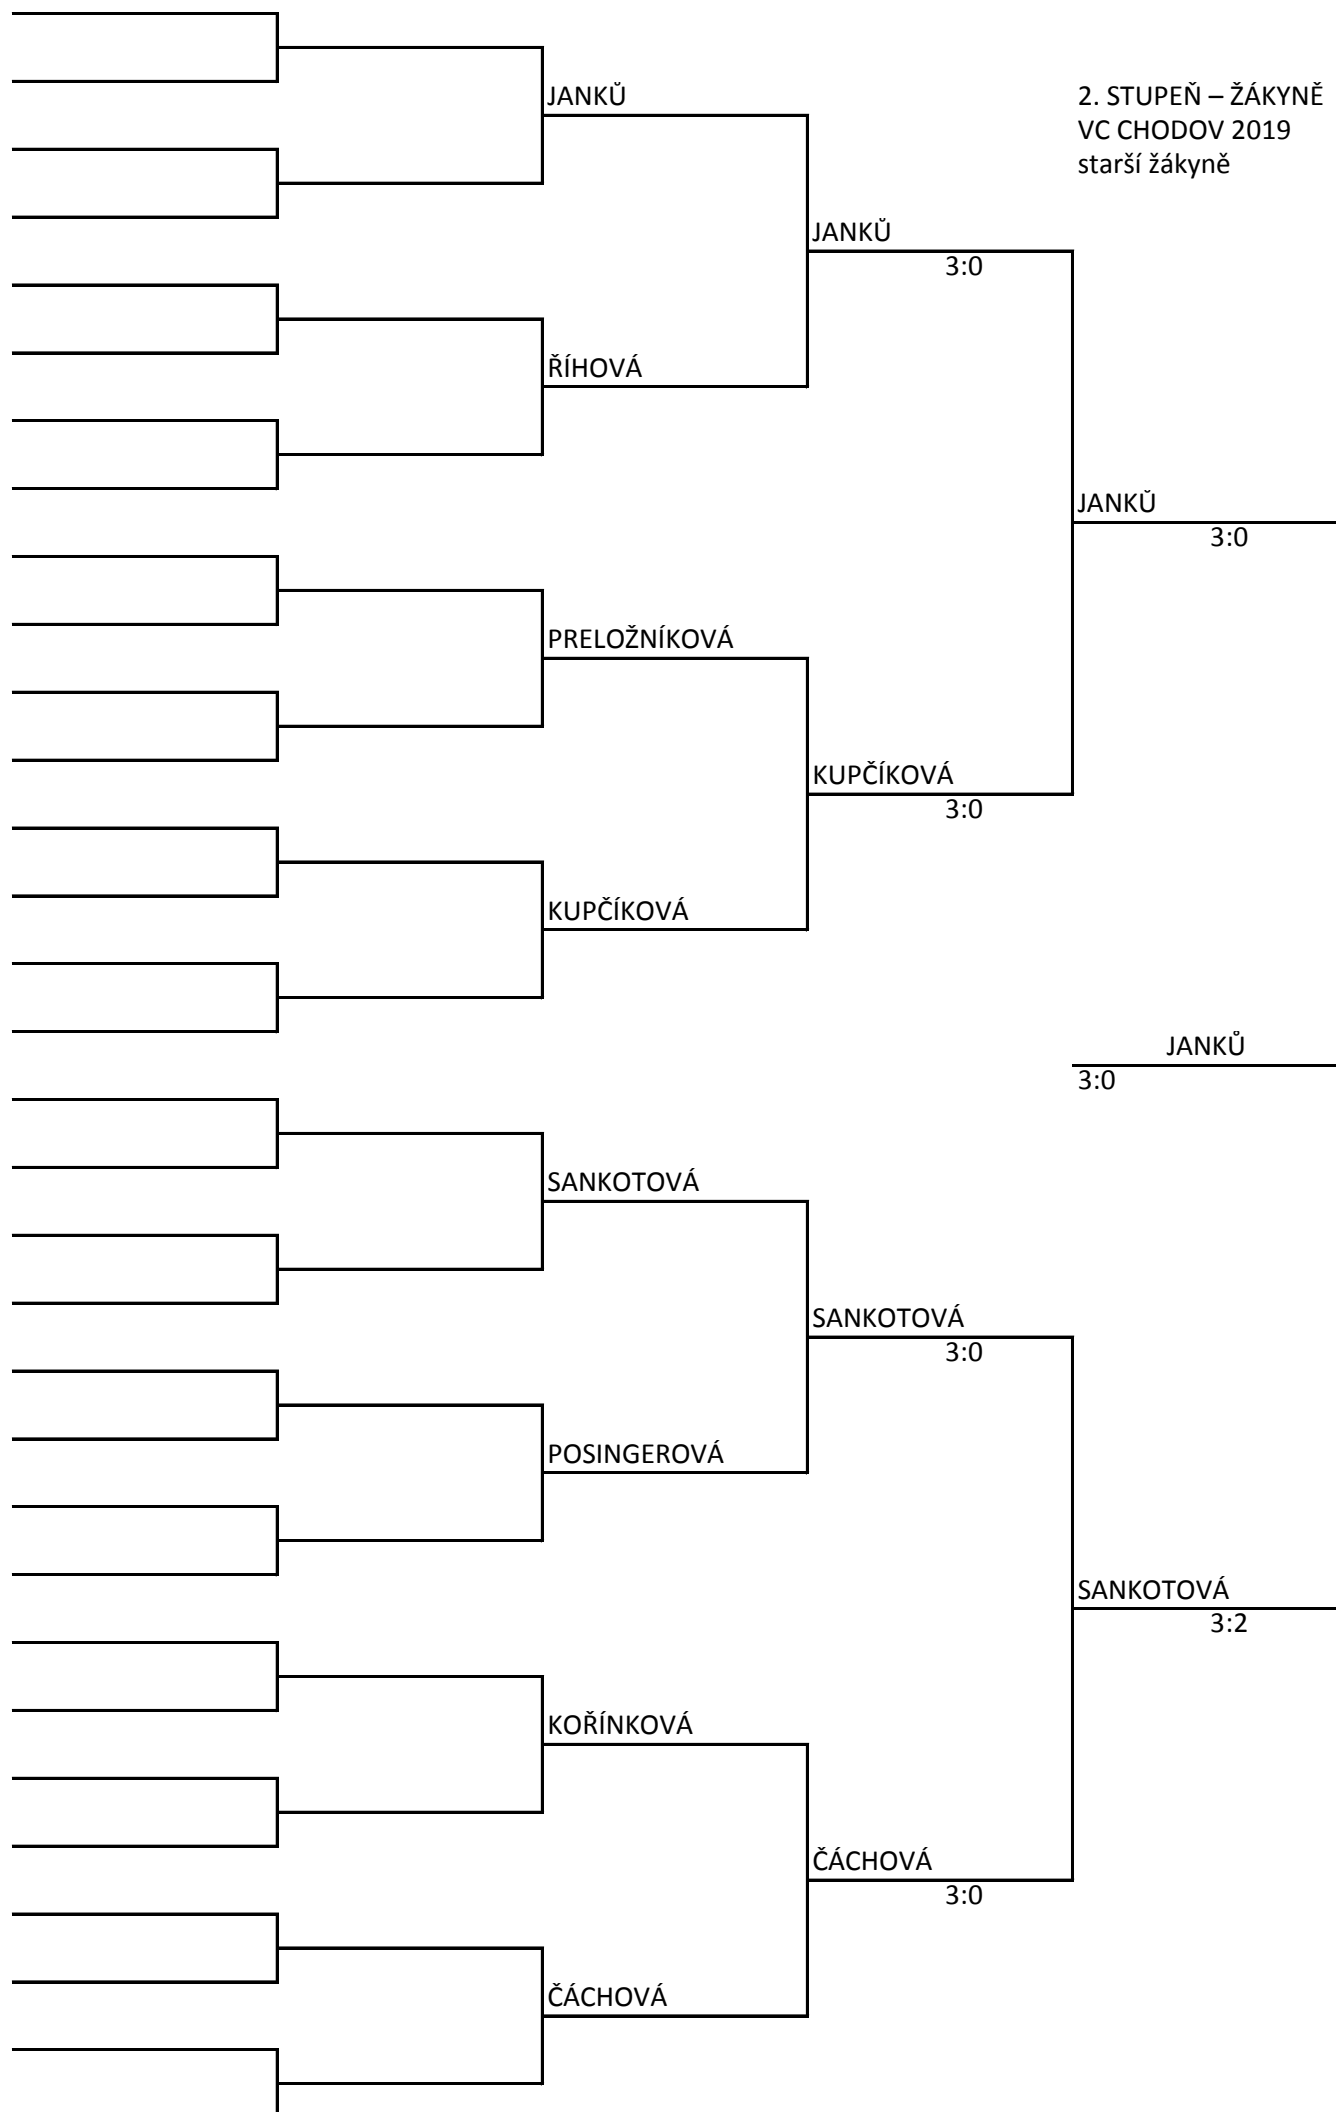 JANKŮ
2. STUPEŇ – ŽÁKYNĚ
VC CHODOV 2019
starší žákyně
JANKŮ
3:0
ŘÍHOVÁ
JANKŮ
3:0
PRELOŽNÍKOVÁ
KUPČÍKOVÁ
3:0
KUPČÍKOVÁ
JANKŮ
3:0
SANKOTOVÁ
SANKOTOVÁ
3:0
POSINGEROVÁ
SANKOTOVÁ
3:2
KOŘÍNKOVÁ
ČÁCHOVÁ
3:0
ČÁCHOVÁ